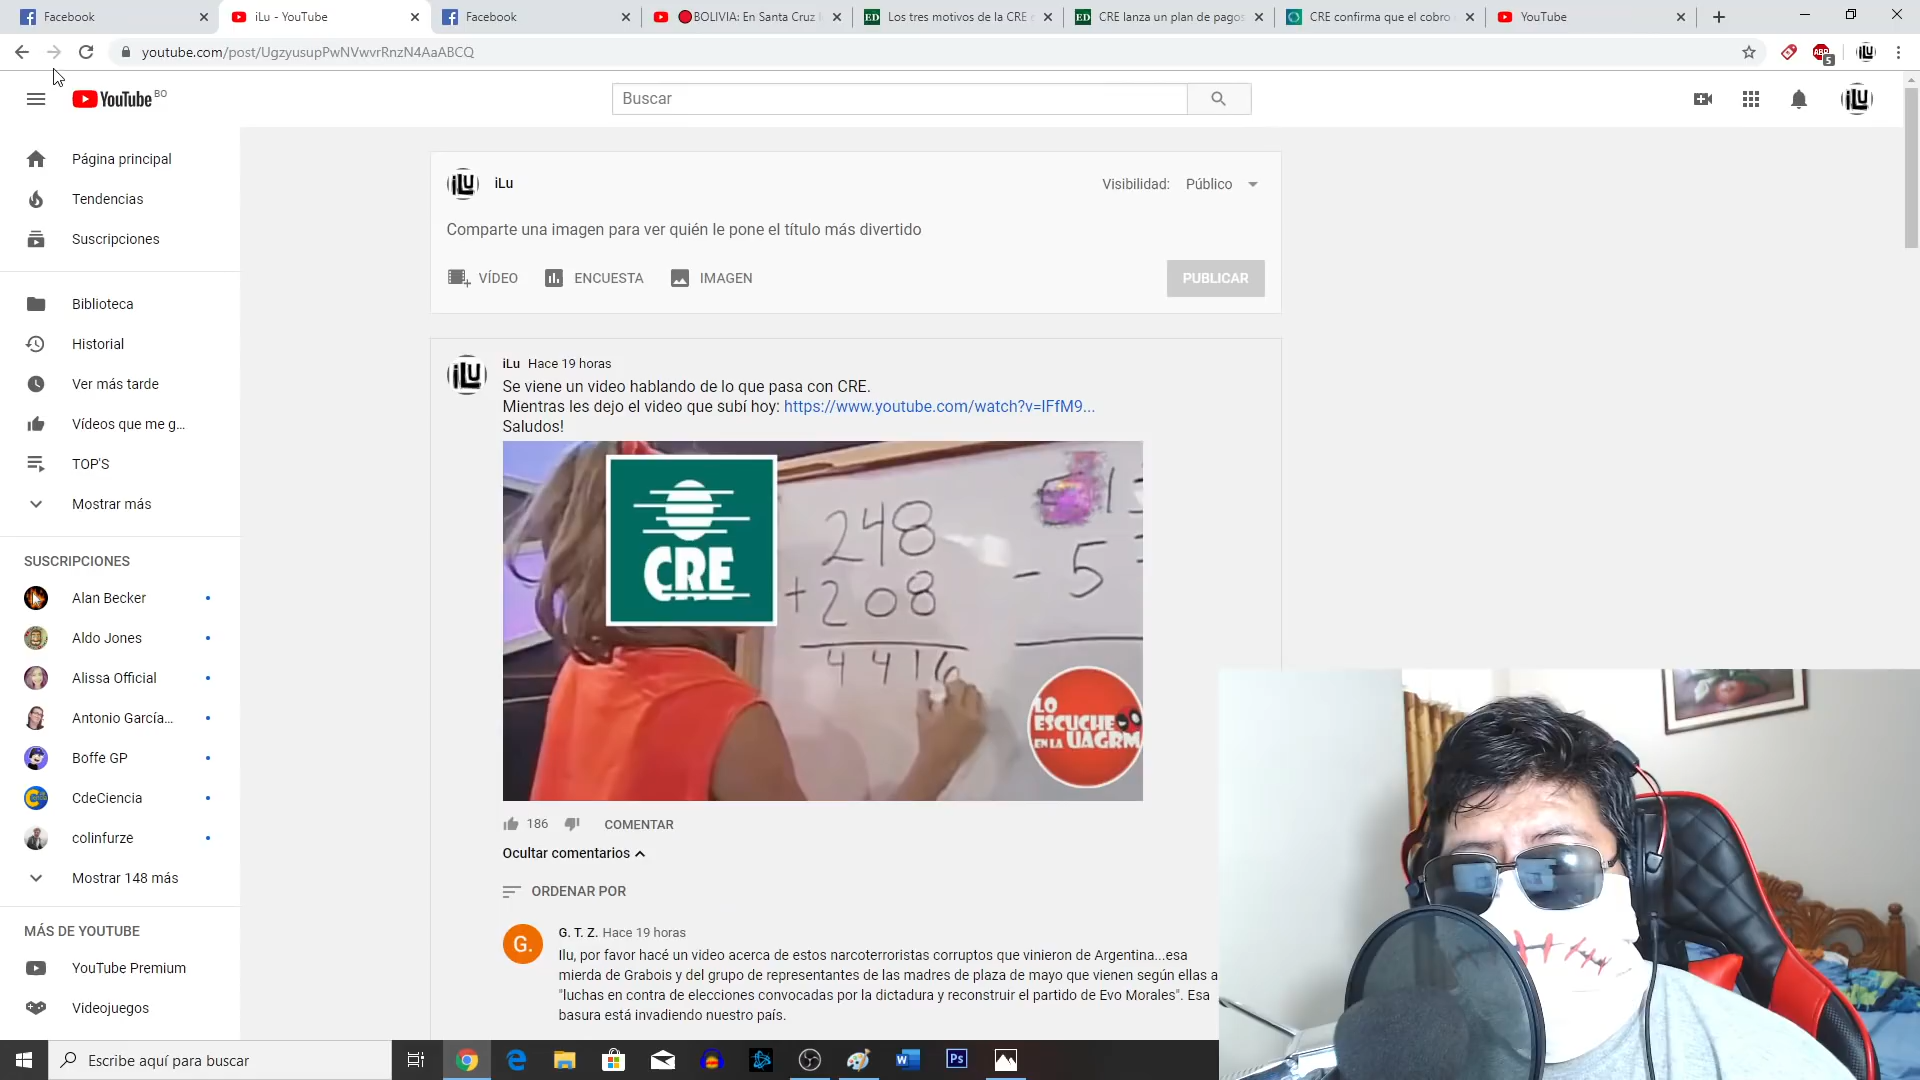 Facebook
iLu - YouTube
Facebook
BOLIVIA: En Santa Cruz
Los tres motivos de la CRE
CRE lanza un plan de pagos
CRE confirma que el cobro
YouTube
youtube.com/post/UgzyusupPwNVwvrRnzN4AaABCQ
ABP
5
iLu
YouTube BO
Buscar
iLu
Página principal
Tendencias
Suscripciones
Biblioteca
Historial
Ver más tarde
Vídeos que me g...
TOP'S
Mostrar más
SUSCRIPCIONES
Alan Becker
Aldo Jones
Alissa Official
Antonio García...
Boffe GP
CdeCiencia
colinfurze
Mostrar 148 más
MÁS DE YOUTUBE
YouTube Premium
Videojuegos
iLu
iLu
Visibilidad: Público
Comparte una imagen para ver quién le pone el título más divertido
VÍDEO
ENCUESTA
IMAGEN
PUBLICAR
iLu
iLu Hace 19 horas
Se viene un video hablando de lo que pasa con CRE.
Mientras les dejo el video que subí hoy: https://www.youtube.com/watch?v=IFfM9...
Saludos!
CRE
248
+208
4416
- 5
LO
ESCUCHE
EN LA UAGRM
186
COMENTAR
Ocultar comentarios
ORDENAR POR
G.
G. T. Z. Hace 19 horas
Ilu, por favor hacé un video acerca de estos narcoterroristas corruptos que vinieron de Argentina...esa
mierda de Grabois y del grupo de representantes de las madres de plaza de mayo que vienen según ellas a
"luchas en contra de elecciones convocadas por la dictadura y reconstruir el partido de Evo Morales". Esa
basura está invadiendo nuestro país.
Escribe aquí para buscar
Ps